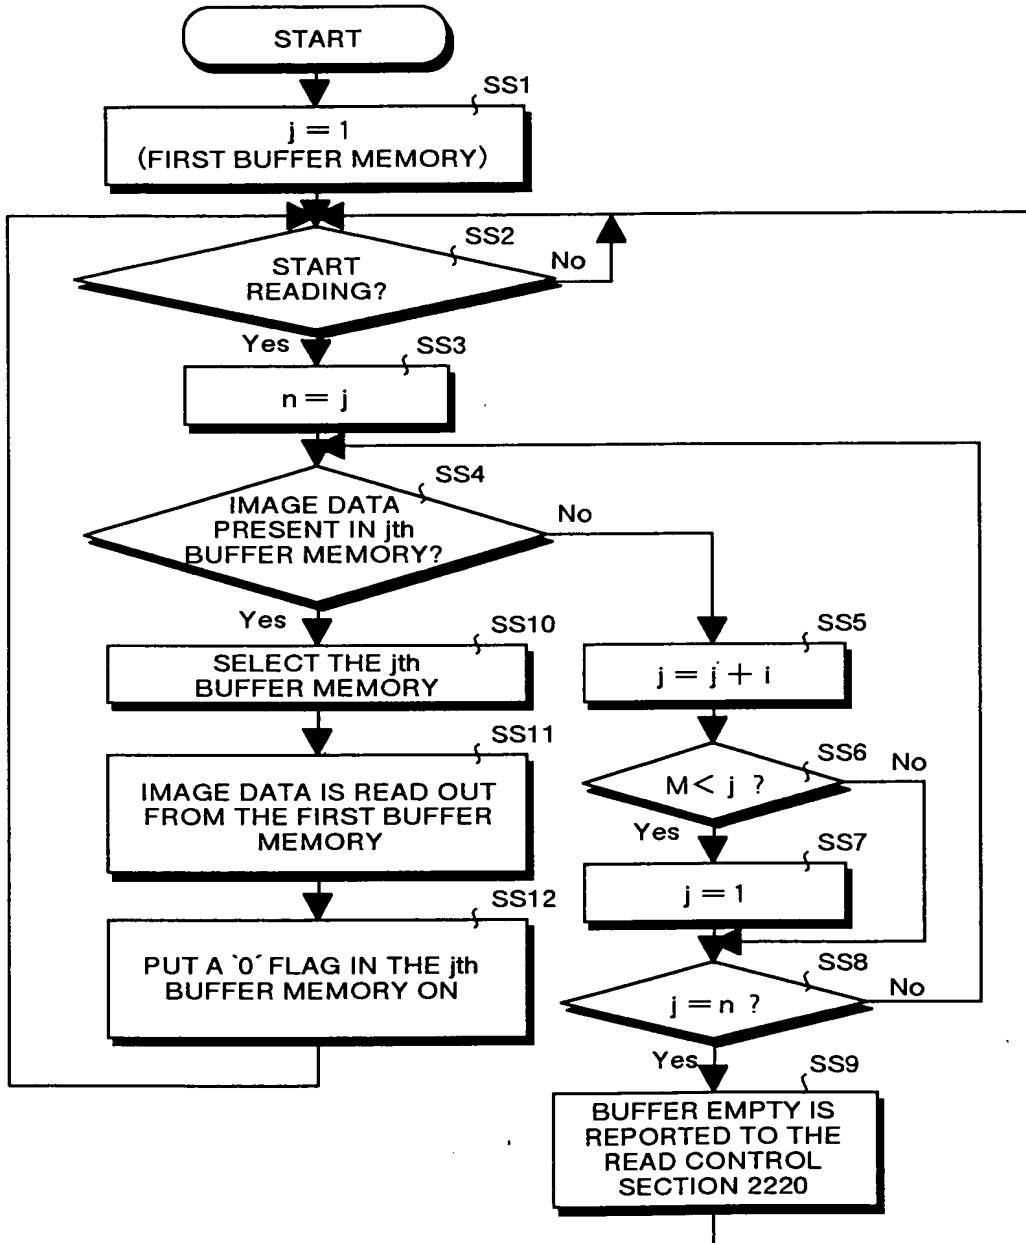 START
SS1
j = 1
(FIRST BUFFER MEMORY)
SS2
START
READING?
No
Yes
SS3
n = j
SS4
IMAGE DATA
PRESENT IN jth
BUFFER MEMORY?
No
Yes
SS10
SELECT THE jth
BUFFER MEMORY
SS11
IMAGE DATA IS READ OUT
FROM THE FIRST BUFFER
MEMORY
SS12
PUT A `0´ FLAG IN THE jth
BUFFER MEMORY ON
SS5
j = j + i
SS6
M < j ?
No
Yes
SS7
j = 1
SS8
j = n ?
No
Yes
SS9
BUFFER EMPTY IS
REPORTED TO THE
READ CONTROL
SECTION 2220